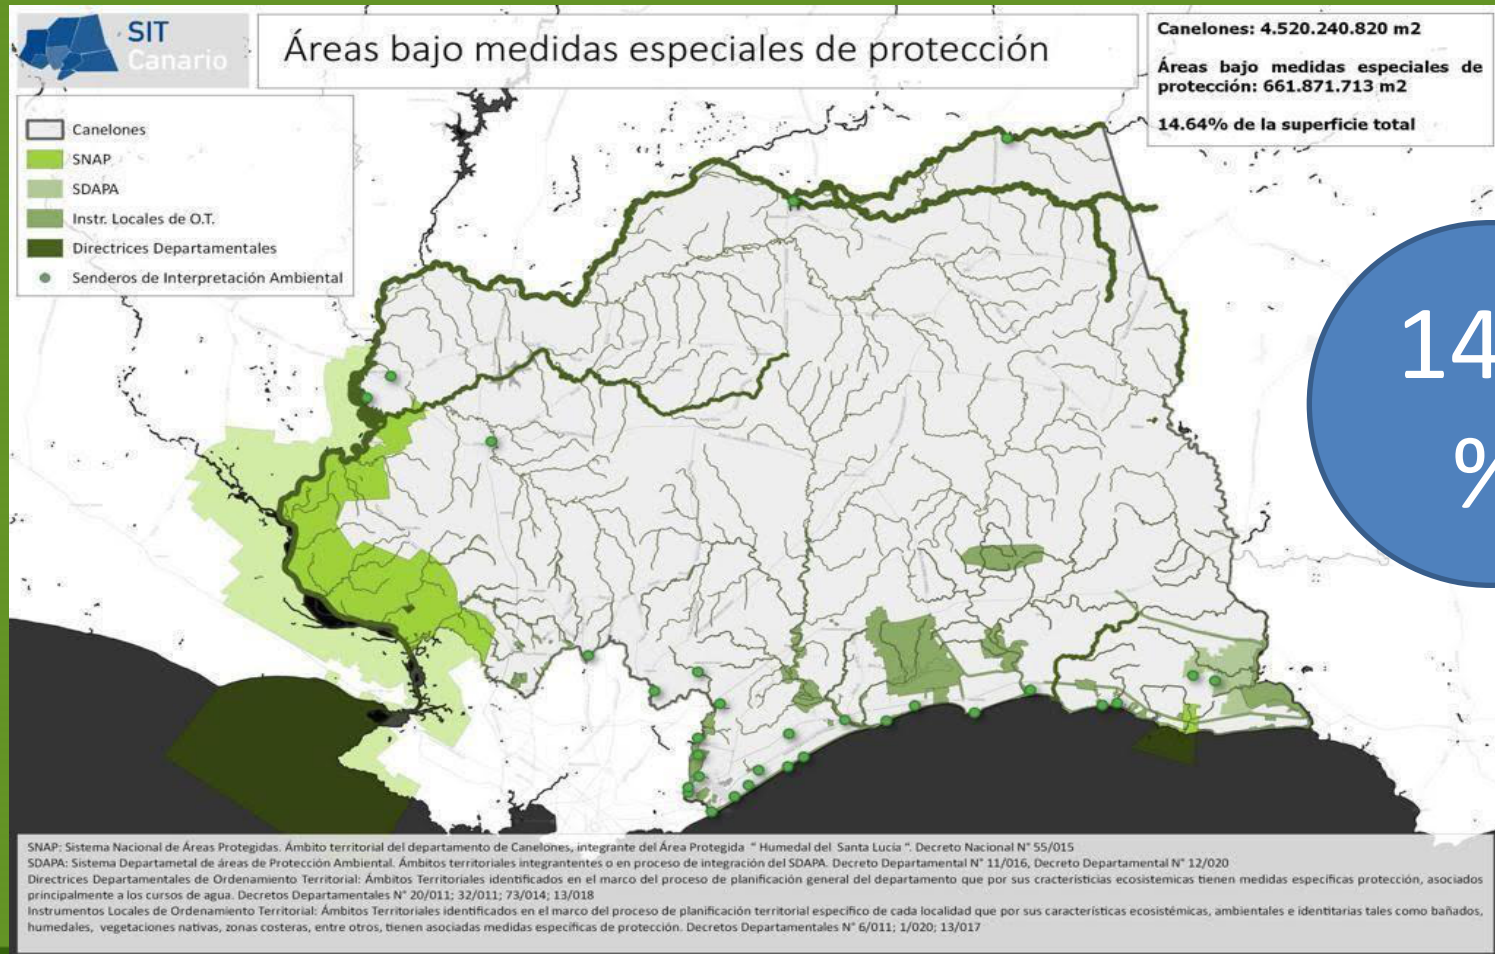 SIT
Canario
Áreas bajo medidas especiales de protección
Canelones: 4.520.240.820 m2
Áreas bajo medidas especiales de
protección: 661.871.713 m2
14.64% de la superficie total
Canelones
SNAP
SDAPA
Instr. Locales de O.T.
Directrices Departamentales
Senderos de Interpretación Ambiental
14
%
SNAP: Sistema Nacional de Áreas Protegidas. Ámbito territorial del departamento de Canelones, integrante del Área Protegida " Humedal del Santa Lucía ". Decreto Nacional N° 55/015
SDAPA: Sistema Departametal de áreas de Protección Ambiental. Ámbitos territoriales integrantentes o en proceso de integración del SDAPA. Decreto Departamental N° 11/016, Decreto Departamental N° 12/020
Directrices Departamentales de Ordenamiento Territorial: Ámbitos Territoriales identificados en el marco del proceso de planificación general del departamento que por sus cracterísticias ecosistemicas tienen medidas específicas protección, asociados
principalmente a los cursos de agua. Decretos Departamentales N° 20/011; 32/011; 73/014; 13/018
Instrumentos Locales de Ordenamiento Territorial: Ámbitos Territoriales identificados en el marco del proceso de planificación territorial específico de cada localidad que por sus características ecosistémicas, ambientales e identitarias tales como bañados,
humedales, vegetaciones nativas, zonas costeras, entre otros, tienen asociadas medidas específicas de protección. Decretos Departamentales N° 6/011; 1/020; 13/017